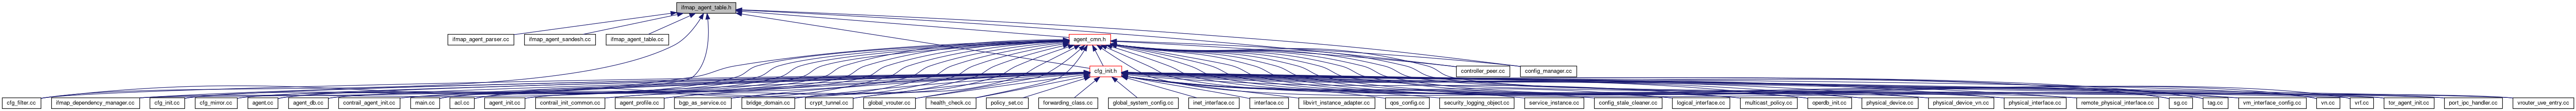 ifmap_agent_table.h
ifmap_agent_parser.cc
ifmap_agent_sandesh.cc
ifmap_agent_table.cc
agent_cmn.h
cfg_init.h
controller_peer.cc
config_manager.cc
cfg_filter.cc
ifmap_dependency_manager.cc
cfg_init.cc
cfg_mirror.cc
agent.cc
agent_db.cc
contrail_agent_init.cc
main.cc
acl.cc
agent_init.cc
contrail_init_common.cc
agent_profile.cc
bgp_as_service.cc
bridge_domain.cc
crypt_tunnel.cc
global_vrouter.cc
health_check.cc
policy_set.cc
forwarding_class.cc
global_system_config.cc
inet_interface.cc
interface.cc
libvirt_instance_adapter.cc
qos_config.cc
security_logging_object.cc
service_instance.cc
config_stale_cleaner.cc
logical_interface.cc
multicast_policy.cc
operdb_init.cc
physical_device.cc
physical_device_vn.cc
physical_interface.cc
remote_physical_interface.cc
sg.cc
tag.cc
vm_interface_config.cc
vn.cc
vrf.cc
tor_agent_init.cc
port_ipc_handler.cc
vrouter_uve_entry.cc